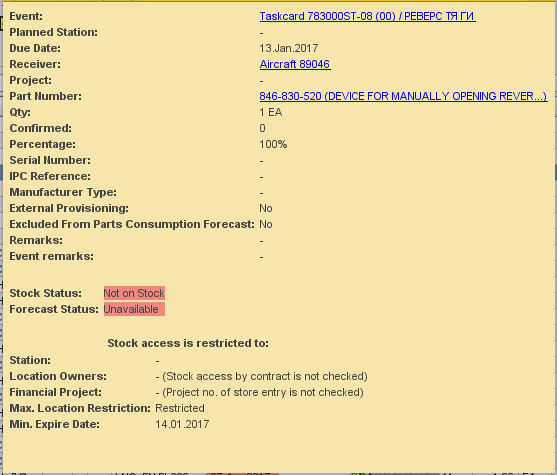 Event: Taskcard 783000ST-08 (00) / РЕВЕРС ТЯГИ
Planned Station: -
Due Date: 13.Jan.2017
Receiver: Aircraft 89046
Project: -
Part Number: 846-830-520 (DEVICE FOR MANUALLY OPENING REVER...)
Qty: 1 EA
Confirmed: 0
Percentage: 100%
Serial Number: -
IPC Reference: -
Manufacturer Type: -
External Provisioning: No
Excluded From Parts Consumption Forecast: No
Remarks: -
Event remarks: -
Stock Status: Not on Stock
Forecast Status: Unavailable
Stock access is restricted to:
Station: -
Location Owners: - (Stock access by contract is not checked)
Financial Project: - (Project no. of store entry is not checked)
Max. Location Restriction: Restricted
Min. Expire Date: 14.01.2017